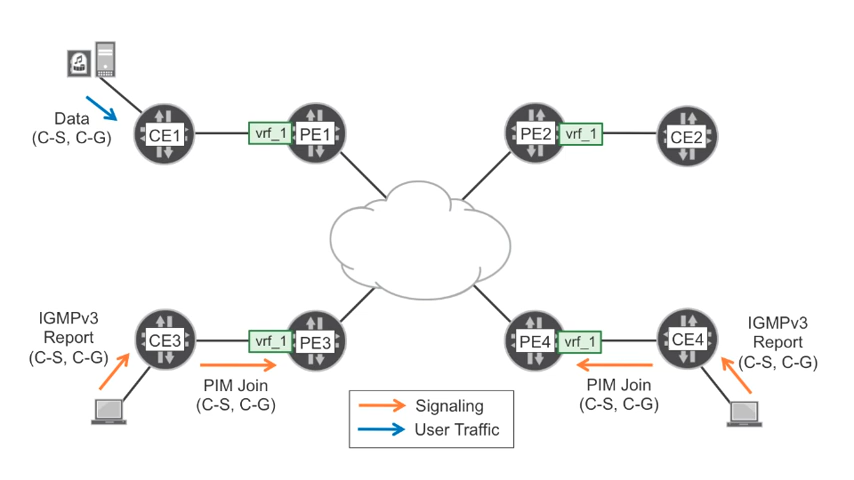 Data
(C-S, C-G)
CE1
vrf_1
PE1
PE2
vrf_1
CE2
IGMPv3
Report
(C-S, C-G)
CE3
vrf_1
PE3
PIM Join
(C-S, C-G)
PE4
vrf_1
CE4
PIM Join
(C-S, C-G)
IGMPv3
Report
(C-S, C-G)
Signaling
User Traffic